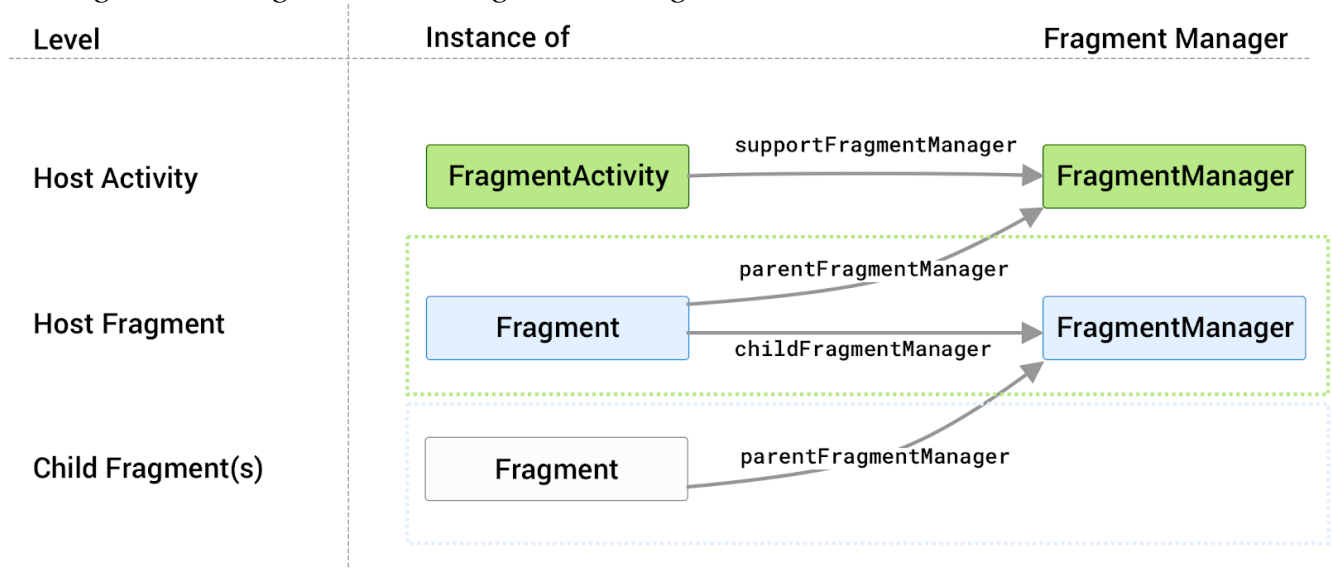 Level Instance of Fragment Manager
supportFragmentManager
Host Activity FragmentActivity FragmentManager
parentFragmentManager
Host Fragment Fragment FragmentManager
childFragmentManager
Child Fragment(s) Fragment parentFragmentManager